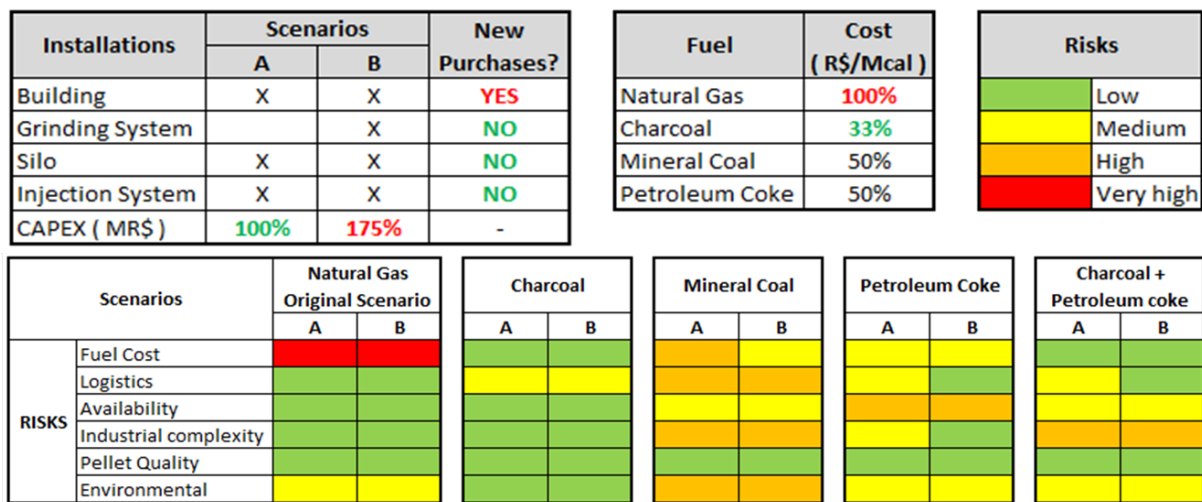 Installations Scenarios New Purchases?
A B
Building X X YES
Grinding System X NO
Silo X X NO
Injection System X X NO
CAPEX ( MR$ ) 100% 175% -
Fuel Cost ( R$/Mcal )
Natural Gas 100%
Charcoal 33%
Mineral Coal 50%
Petroleum Coke 50%
Risks
Low
Medium
High
Very high
Scenarios Natural Gas Original Scenario Charcoal Mineral Coal Petroleum Coke Charcoal + Petroleum coke
A B A B A B A B A B
RISKS
Fuel Cost
Logistics
Availability
Industrial complexity
Pellet Quality
Environmental